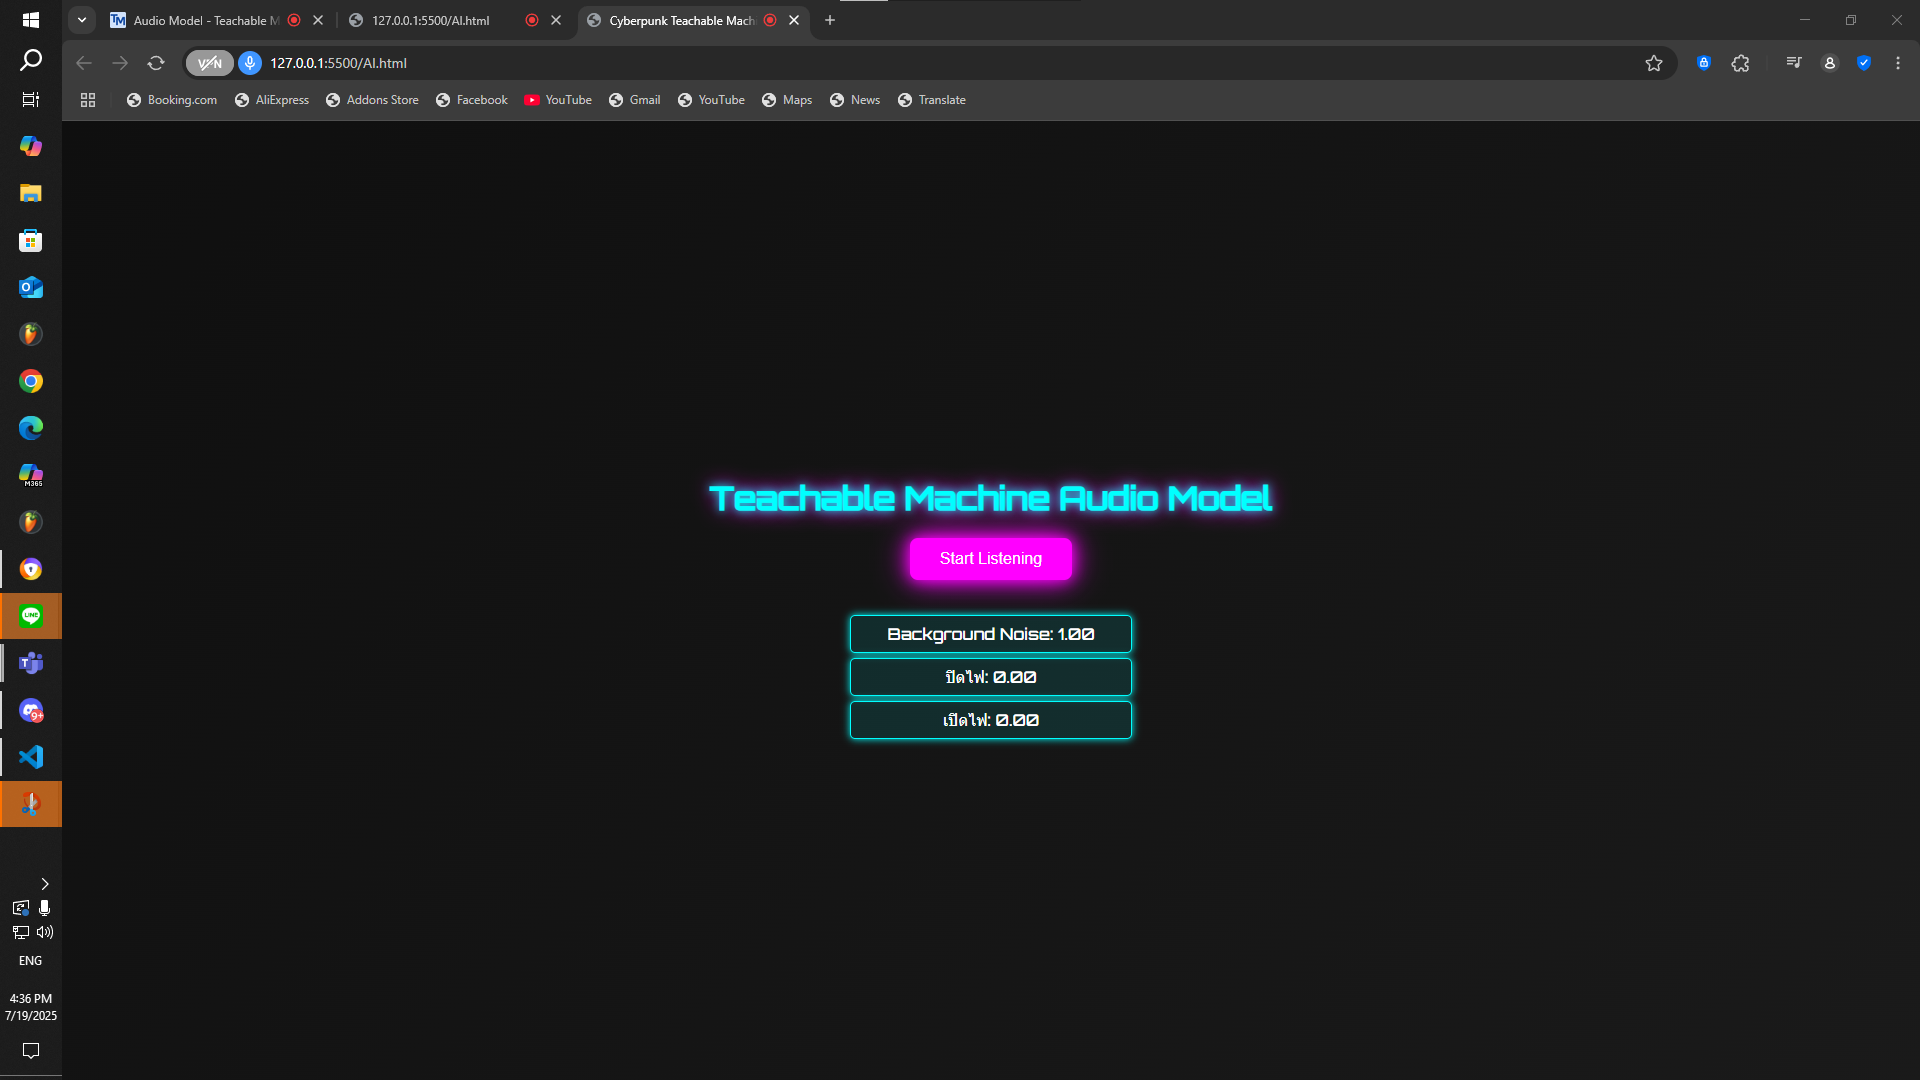 Audio Model - Teachable M
127.0.0.1:5500/AI.html
Cyberpunk Teachable Mach
VPN
127.0.0.1:5500/AI.html
Booking.com
AliExpress
Addons Store
Facebook
YouTube
Gmail
YouTube
Maps
News
Translate
Teachable Machine Audio Model
Start Listening
Background Noise: 1.00
ปิดไฟ: 0.00
เปิดไฟ: 0.00
M365
LINE
9+
ENG
4:36 PM
7/19/2025